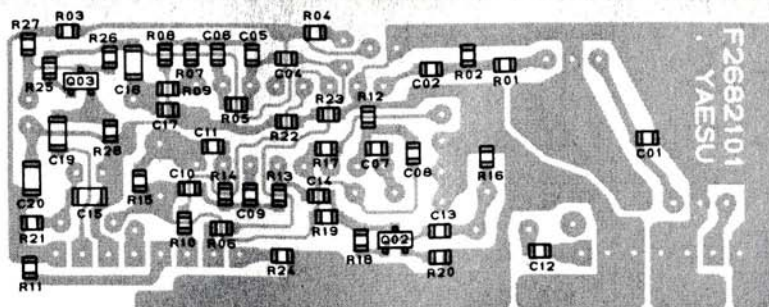 R27
R03
R04
R26
R08
C06
C05
R25
Q03
C18
R07
C04
C02
R02
R01
R09
C17
R05
R23
R12
R22
F2682101
YAESU
C19
R28
C11
R17
C07
C08
R16
C01
C20
C15
R15
C10
R14
C09
R13
C14
R21
R10
R06
R19
R18
Q02
C13
R11
R24
R20
C12